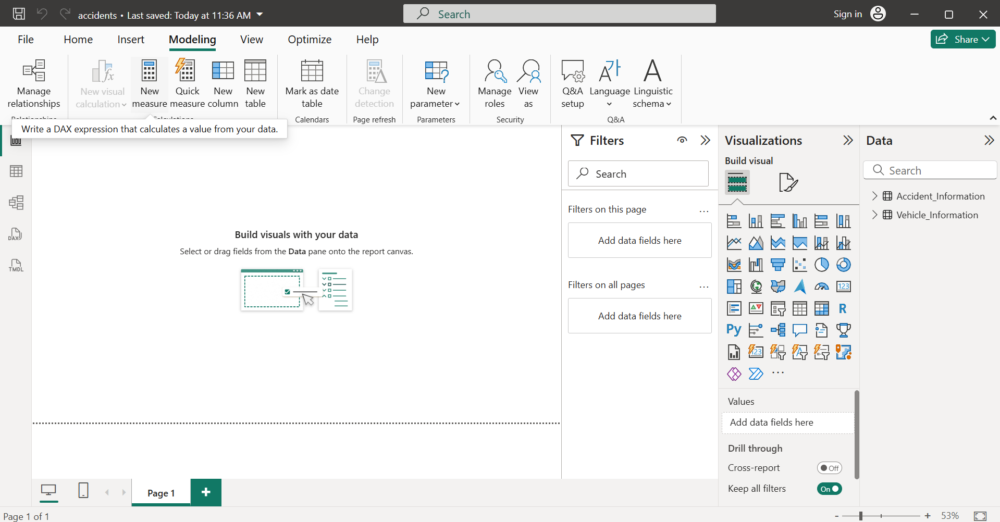 accidents • Last saved: Today at 11:36 AM
Search
Sign in
File
Home
Insert
Modeling
View
Optimize
Help
Share
Manage
relationships
New visual
calculation
New
measure
Quick
measure
New
column
New
table
Mark as date
table
Change
detection
New
parameter
Manage
roles
View
as
Q&A
setup
Language
Linguistic
schema
Relationships
Calculations
Calendars
Page refresh
Parameters
Security
Q&A
Write a DAX expression that calculates a value from your data.
DAX
TMDL
Build visuals with your data
Select or drag fields from the Data pane onto the report canvas.
Filters
Search
Filters on this page
...
Add data fields here
Filters on all pages
...
Add data fields here
Visualizations
Build visual
123
R
Py
123
...
Values
Add data fields here
Drill through
Cross-report
Off
Keep all filters
On
Data
Search
Accident_Information
Vehicle_Information
Page 1
+
Page 1 of 1
- + 53%